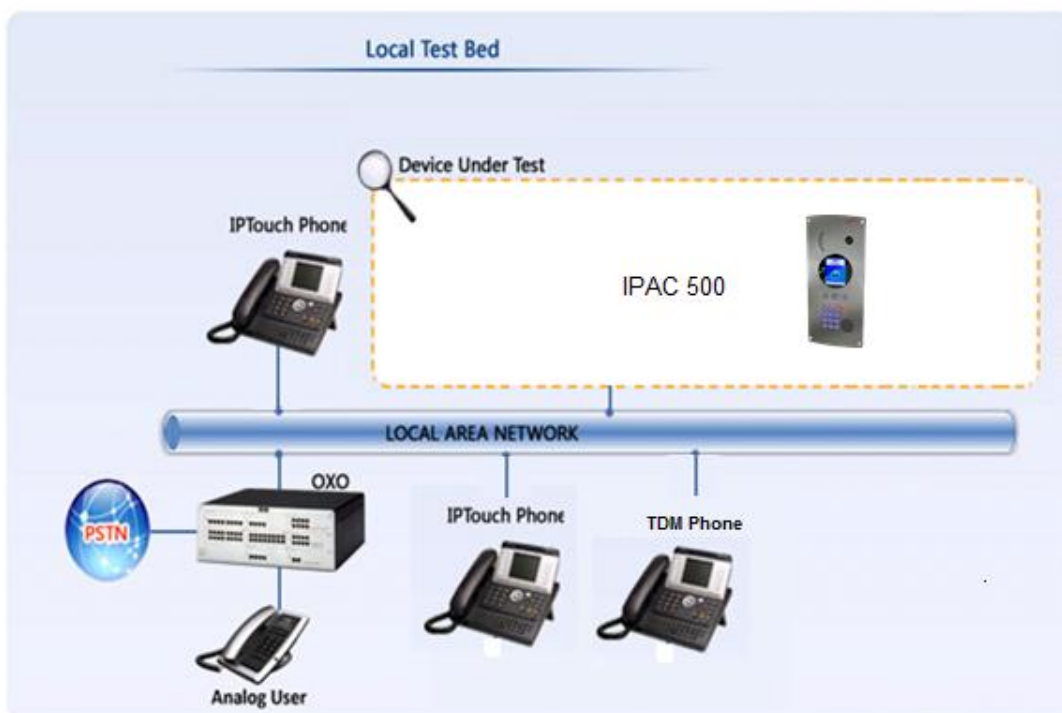 Local Test Bed
Device Under Test
IPTouch Phone
IPAC 500
LOCAL AREA NETWORK
OXO
PSTN
IPTouch Phone
TDM Phone
Analog User